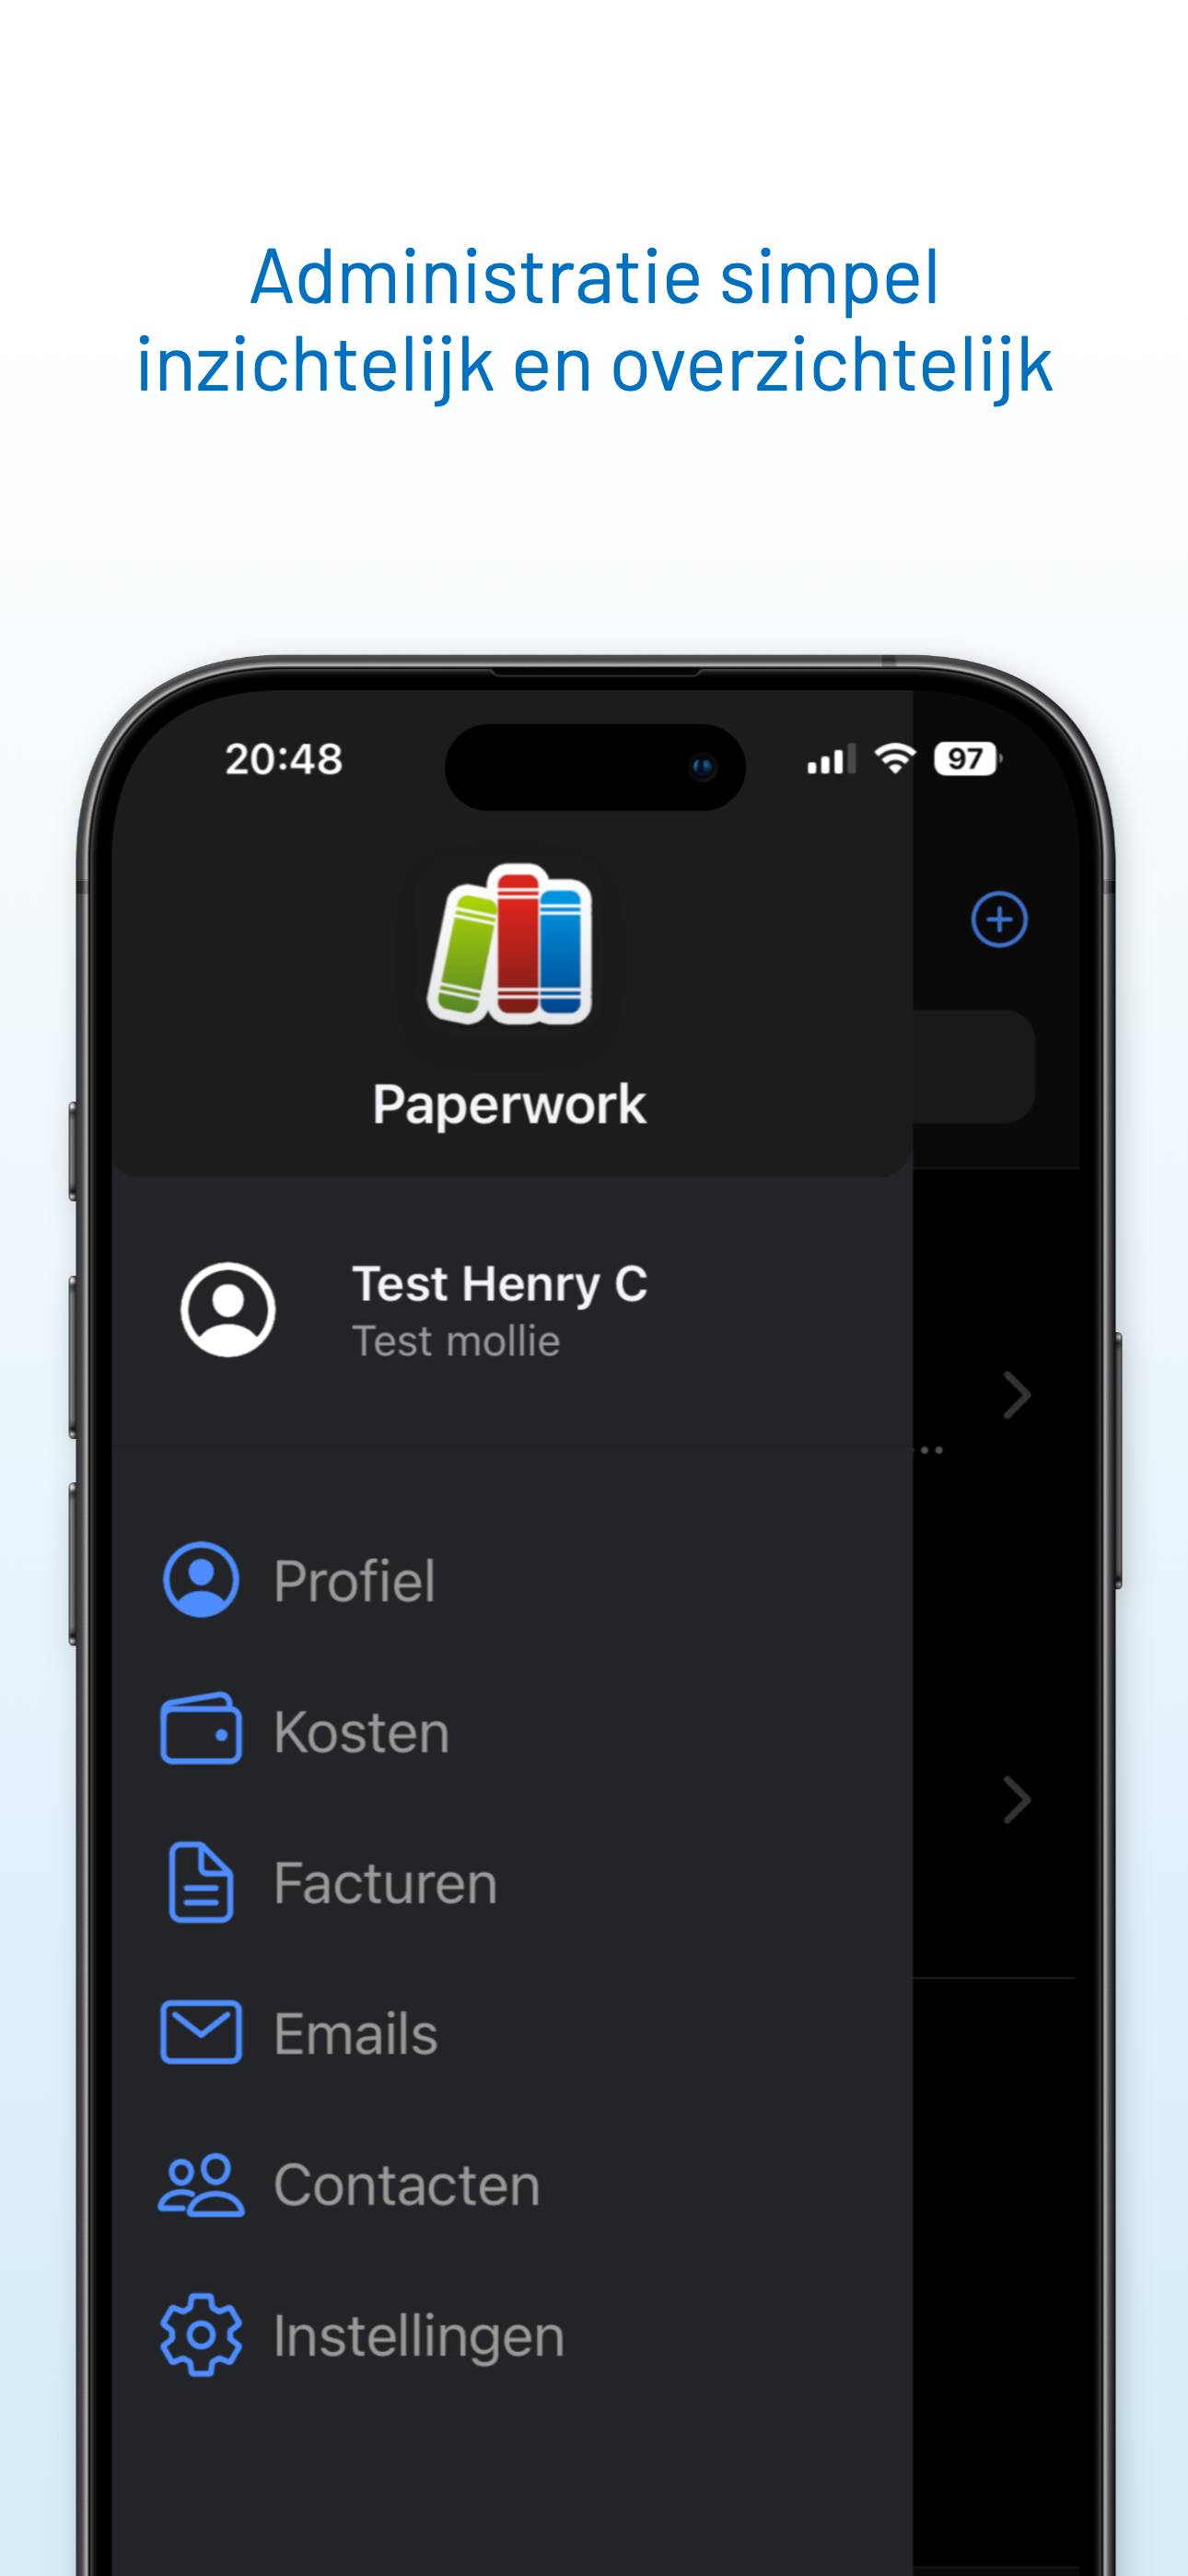 Administratie simpel
inzichtelijk en overzichtelijk
20:48
97
Paperwork
Test Henry C
Test mollie
Profiel
Kosten
Facturen
Emails
Contacten
Instellingen